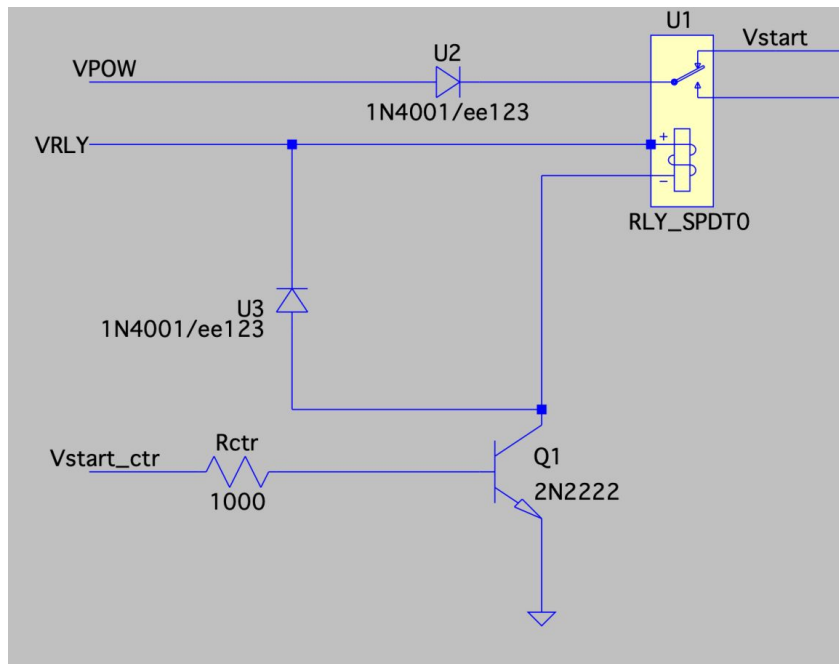 U1
Vstart
U2
VPOW
1N4001/ee123
VRLY
+
−
RLY_SPDT0
U3
1N4001/ee123
Rctr
Vstart_ctr
1000
Q1
2N2222